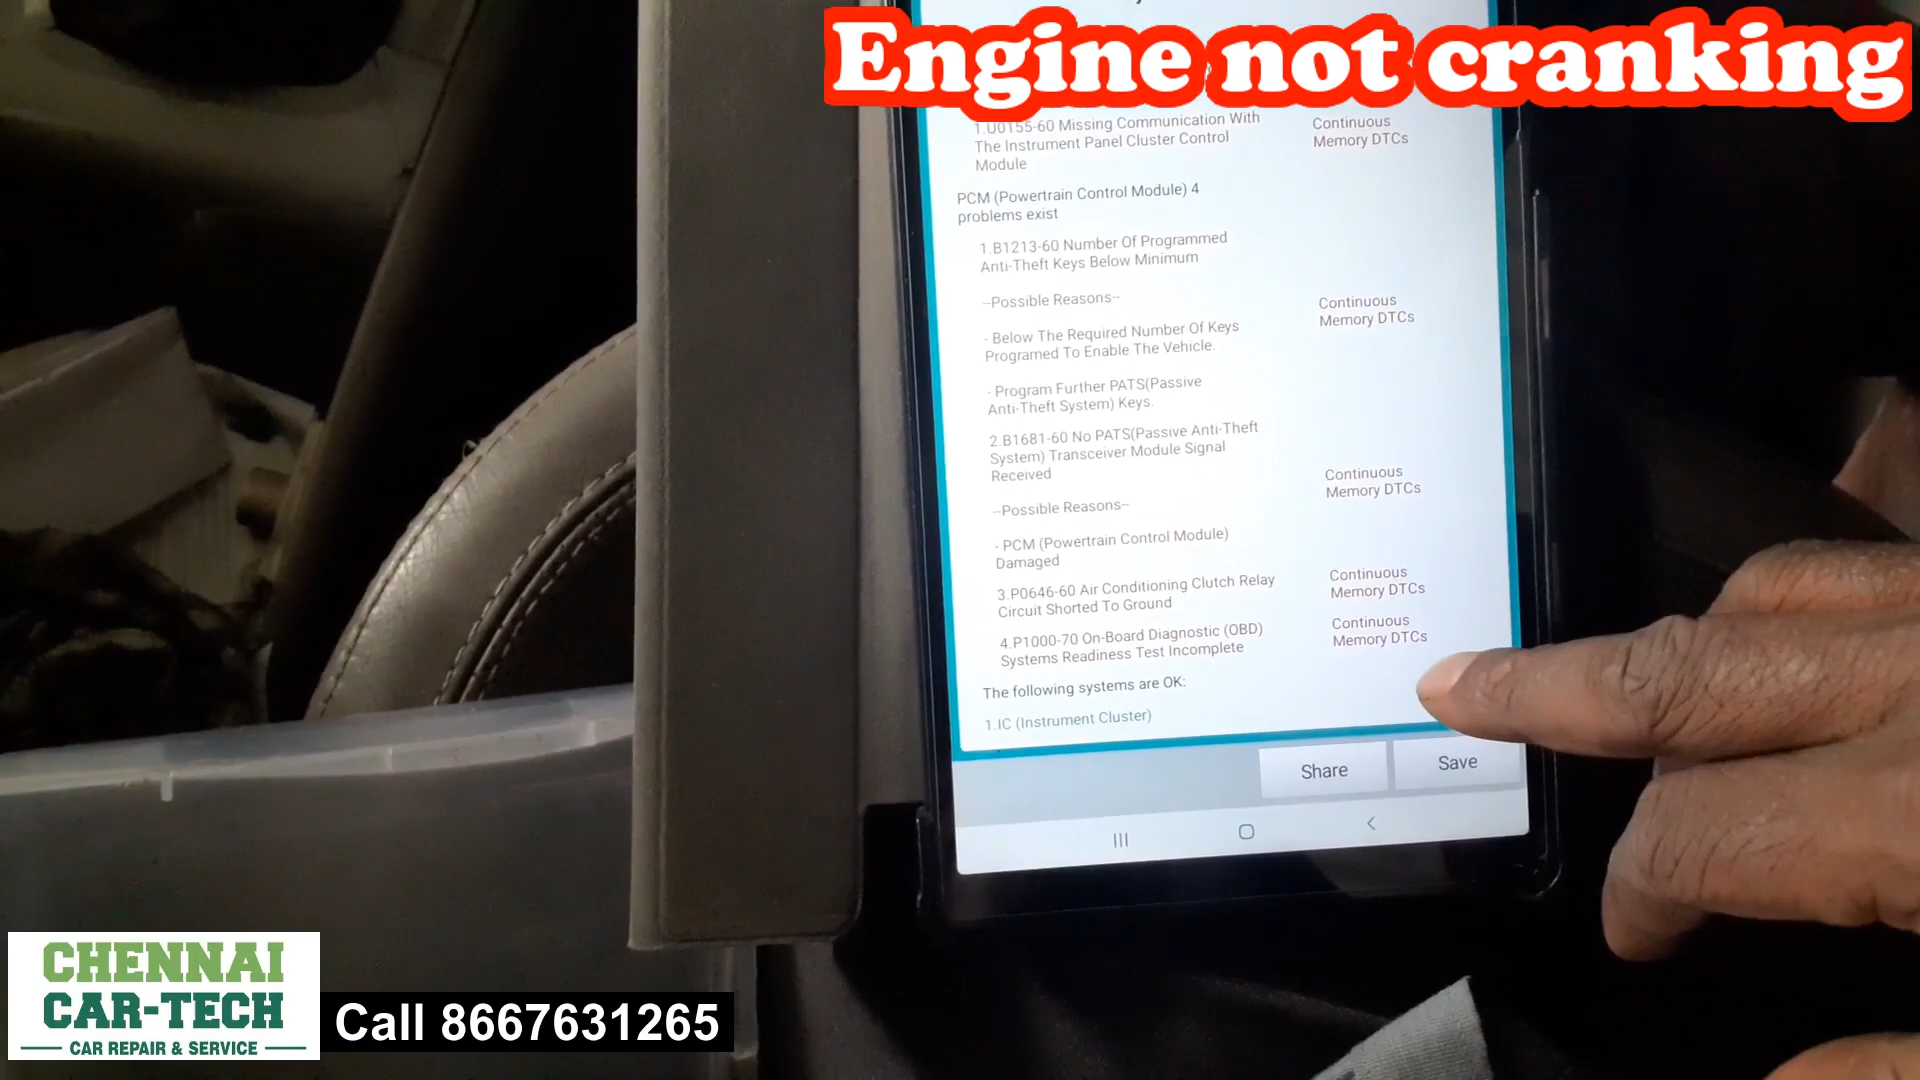 Engine not cranking
1.U0155-60 Missing Communication With
The Instrument Panel Cluster Control
Module
Continuous
Memory DTCs
PCM (Powertrain Control Module) 4
problems exist
1.B1213-60 Number Of Programmed
Anti-Theft Keys Below Minimum
--Possible Reasons--
- Below The Required Number Of Keys
Programed To Enable The Vehicle.
Continuous
Memory DTCs
- Program Further PATS(Passive
Anti-Theft System) Keys.
2.B1681-60 No PATS(Passive Anti-Theft
System) Transceiver Module Signal
Received
Continuous
Memory DTCs
--Possible Reasons--
- PCM (Powertrain Control Module)
Damaged
3.P0646-60 Air Conditioning Clutch Relay
Circuit Shorted To Ground
Continuous
Memory DTCs
4.P1000-70 On-Board Diagnostic (OBD)
Systems Readiness Test Incomplete
Continuous
Memory DTCs
The following systems are OK:
1.IC (Instrument Cluster)
Share
Save
CHENNAI
CAR-TECH
CAR REPAIR & SERVICE
Call 8667631265